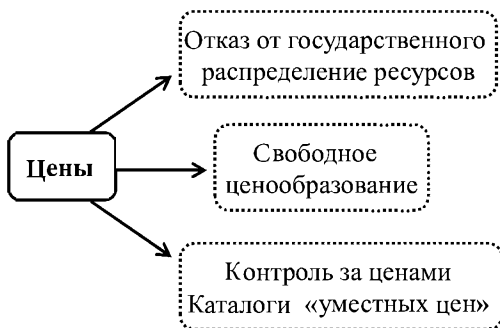 Отказ от государственного
распределение ресурсов
Цены
Свободное
ценообразование
Контроль за ценами
Каталоги «уместных цен»